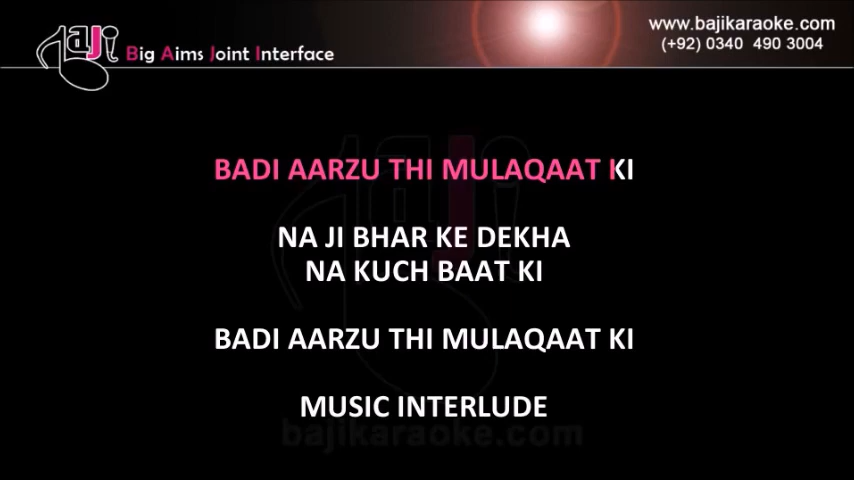 www.bajikaraoke.com
(+92) 0340 490 3004
Baji Big Aims Joint Interface
BADI AARZU THI MULAQAAT KI
NA JI BHAR KE DEKHA
NA KUCH BAAT KI
BADI AARZU THI MULAQAAT KI
MUSIC INTERLUDE
bajikaraoke.com